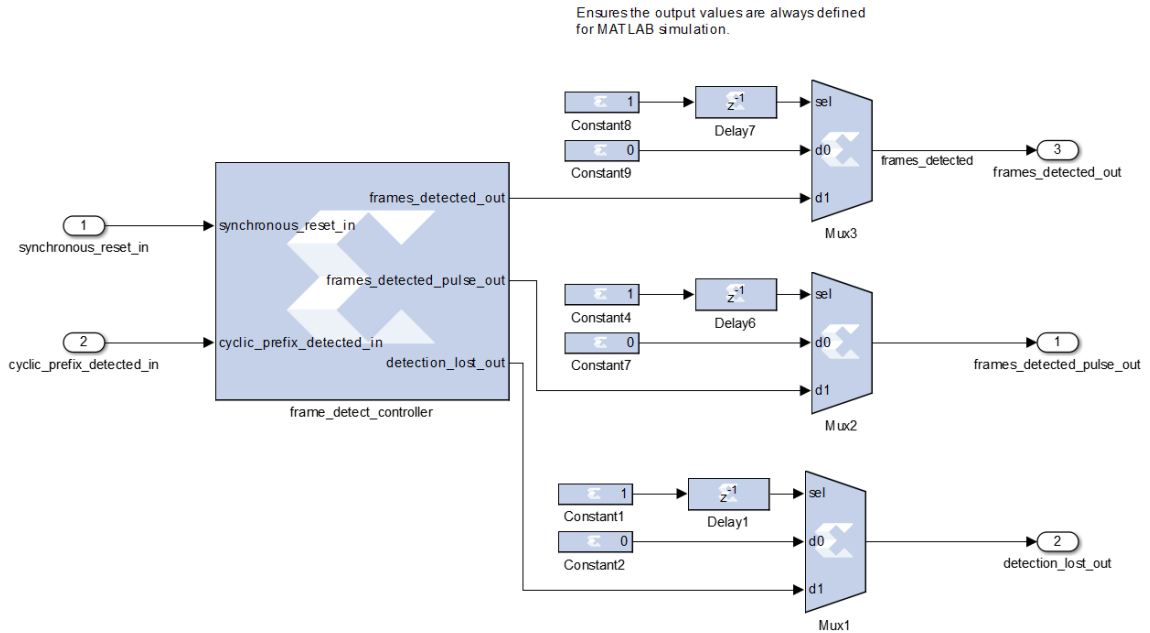 Ensures the output values are always defined
for MATLAB simulation.
1
Constant8
z-1
Delay7
sel
0
Constant9
d0
d1
Mux3
frames_detected
3
frames_detected_out
1
synchronous_reset_in
2
cyclic_prefix_detected_in
synchronous_reset_in
cyclic_prefix_detected_in
frames_detected_out
frames_detected_pulse_out
detection_lost_out
frame_detect_controller
1
Constant4
z-1
Delay6
sel
0
Constant7
d0
d1
Mux2
1
frames_detected_pulse_out
1
Constant1
z-1
Delay1
sel
0
Constant2
d0
d1
Mux1
2
detection_lost_out